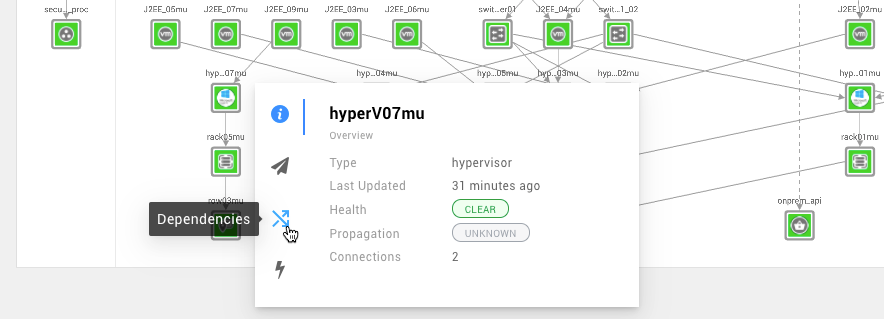 secu..._proc
J2EE_05mu
J2EE_07mu
J2EE_09mu
J2EE_03mu
J2EE_06mu
swit...er01
J2EE_04mu
swit...1_02
J2EE_02mu
hyp...07mu
hyp...04mu
hyp...05mu
hyp...03mu
hyp...02mu
hyp...01mu
rack05mu
rack01mu
row03mu
onprem_api
Dependencies
hyperV07mu
Overview
Type hypervisor
Last Updated 31 minutes ago
Health CLEAR
Propagation UNKNOWN
Connections 2